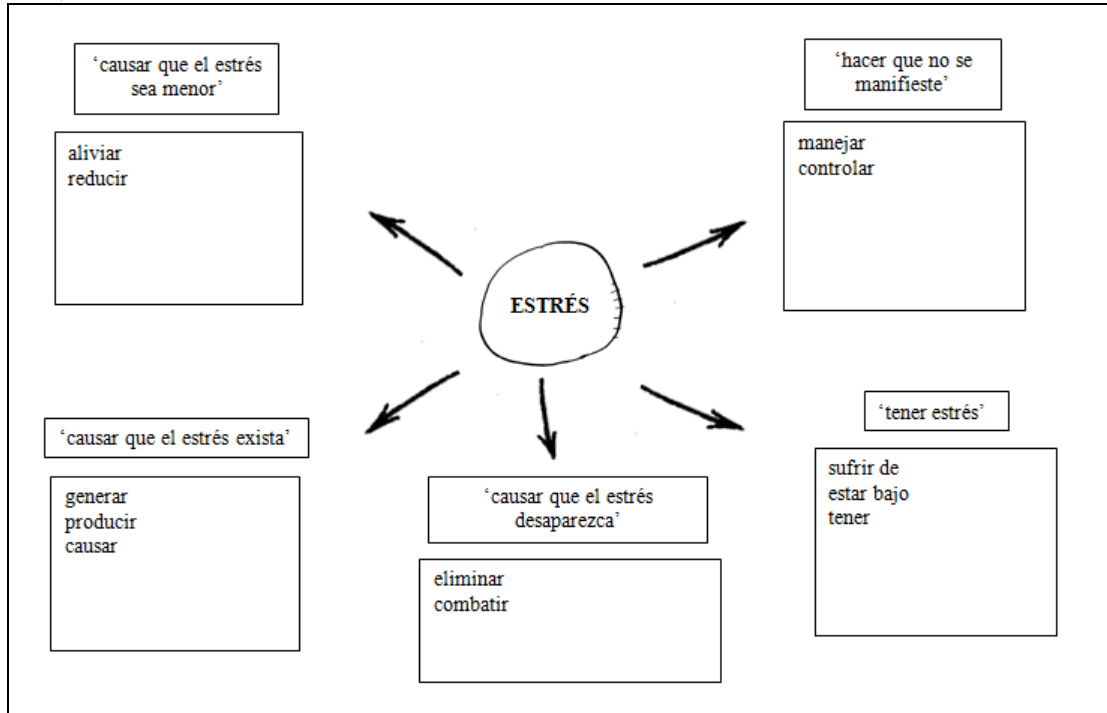 ‘causar que el estrés
sea menor’
aliviar
reducir
‘hacer que no se
manifieste’
manejar
controlar
ESTRÉS
‘causar que el estrés exista’
generar
producir
causar
‘causar que el estrés
desaparezca’
eliminar
combatir
‘tener estrés’
sufrir de
estar bajo
tener